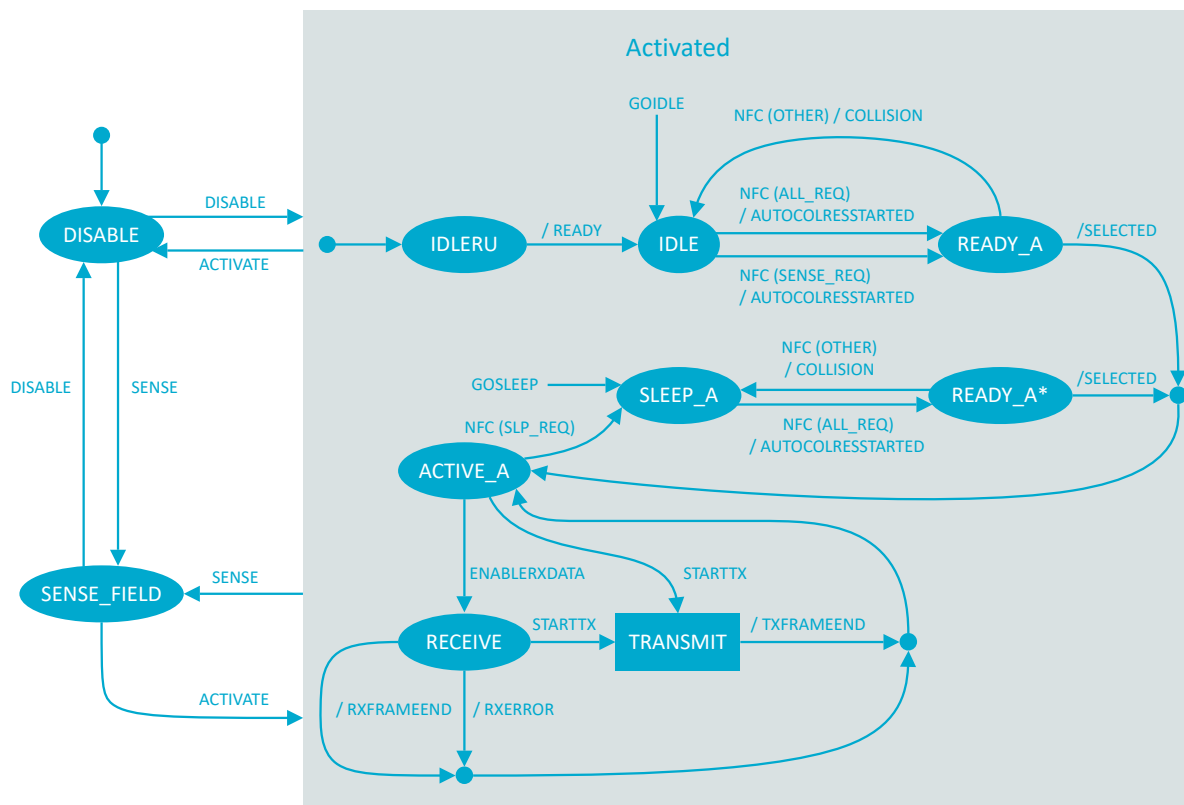 Activated
GOIDLE
NFC (OTHER) / COLLISION
DISABLE
DISABLE
ACTIVATE
IDLERU
/ READY
IDLE
NFC (ALL_REQ)
/ AUTOCOLRESSTARTED
NFC (SENSE_REQ)
/ AUTOCOLRESSTARTED
READY_A
/SELECTED
DISABLE
SENSE
GOSLEEP
SLEEP_A
NFC (OTHER)
/ COLLISION
READY_A*
/SELECTED
NFC (ALL_REQ)
/ AUTOCOLRESSTARTED
NFC (SLP_REQ)
ACTIVE_A
SENSE_FIELD
SENSE
ENABLERXDATA
STARTTX
RECEIVE
STARTTX
TRANSMIT
/ TXFRAMEEND
ACTIVATE
/ RXFRAMEEND
/ RXERROR